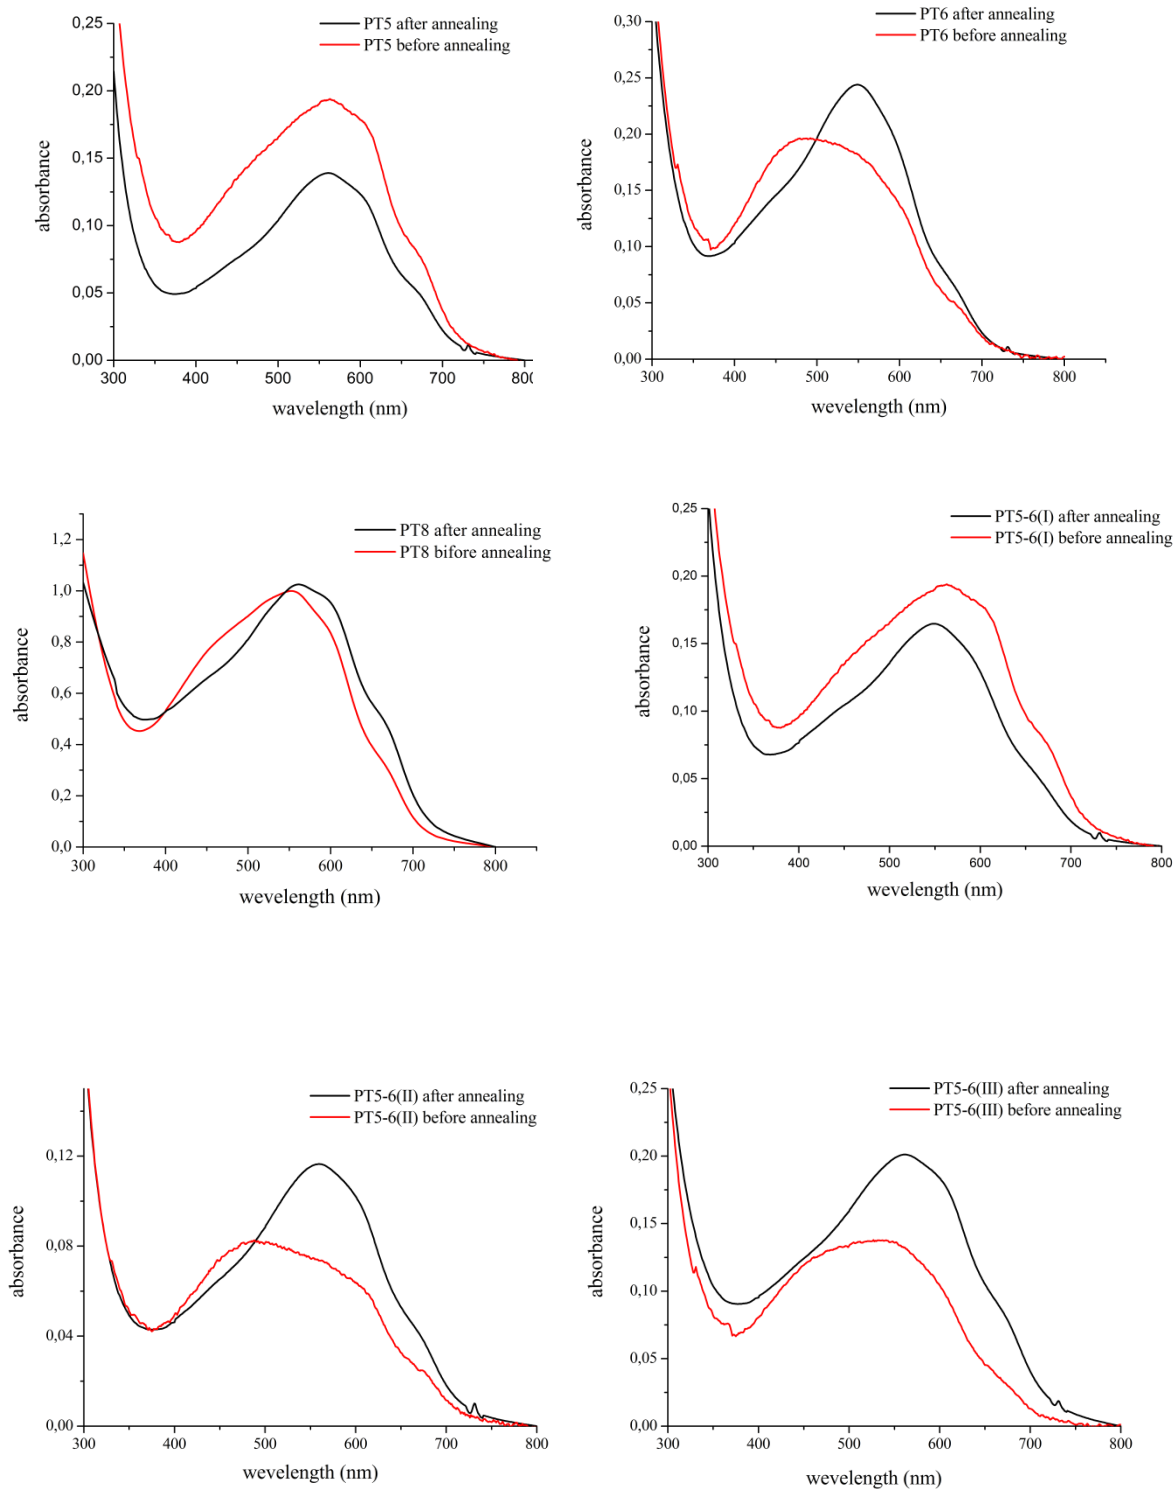 PT5 after annealing
PT5 before annealing
0,25
0,20
0,15
0,10
0,05
0,00
absorbance
300 400 500 600 700 800
wavelength (nm)
PT6 after annealing
PT6 before annealing
0,30
0,25
0,20
0,15
0,10
0,05
0,00
absorbance
300 400 500 600 700 800
wevelength (nm)
PT8 after annealing
PT8 bifore annealing
1,2
1,0
0,8
0,6
0,4
0,2
0,0
absorbance
300 400 500 600 700 800
wevelength (nm)
PT5-6(I) after annealing
PT5-6(I) before annealing
0,25
0,20
0,15
0,10
0,05
0,00
absorbance
300 400 500 600 700 800
wevelength (nm)
PT5-6(II) after annealing
PT5-6(II) before annealing
0,12
0,08
0,04
0,00
absorbance
300 400 500 600 700 800
wevelength (nm)
PT5-6(III) after annealing
PT5-6(III) before annealing
0,25
0,20
0,15
0,10
0,05
0,00
absorbance
300 400 500 600 700 800
wevelength (nm)